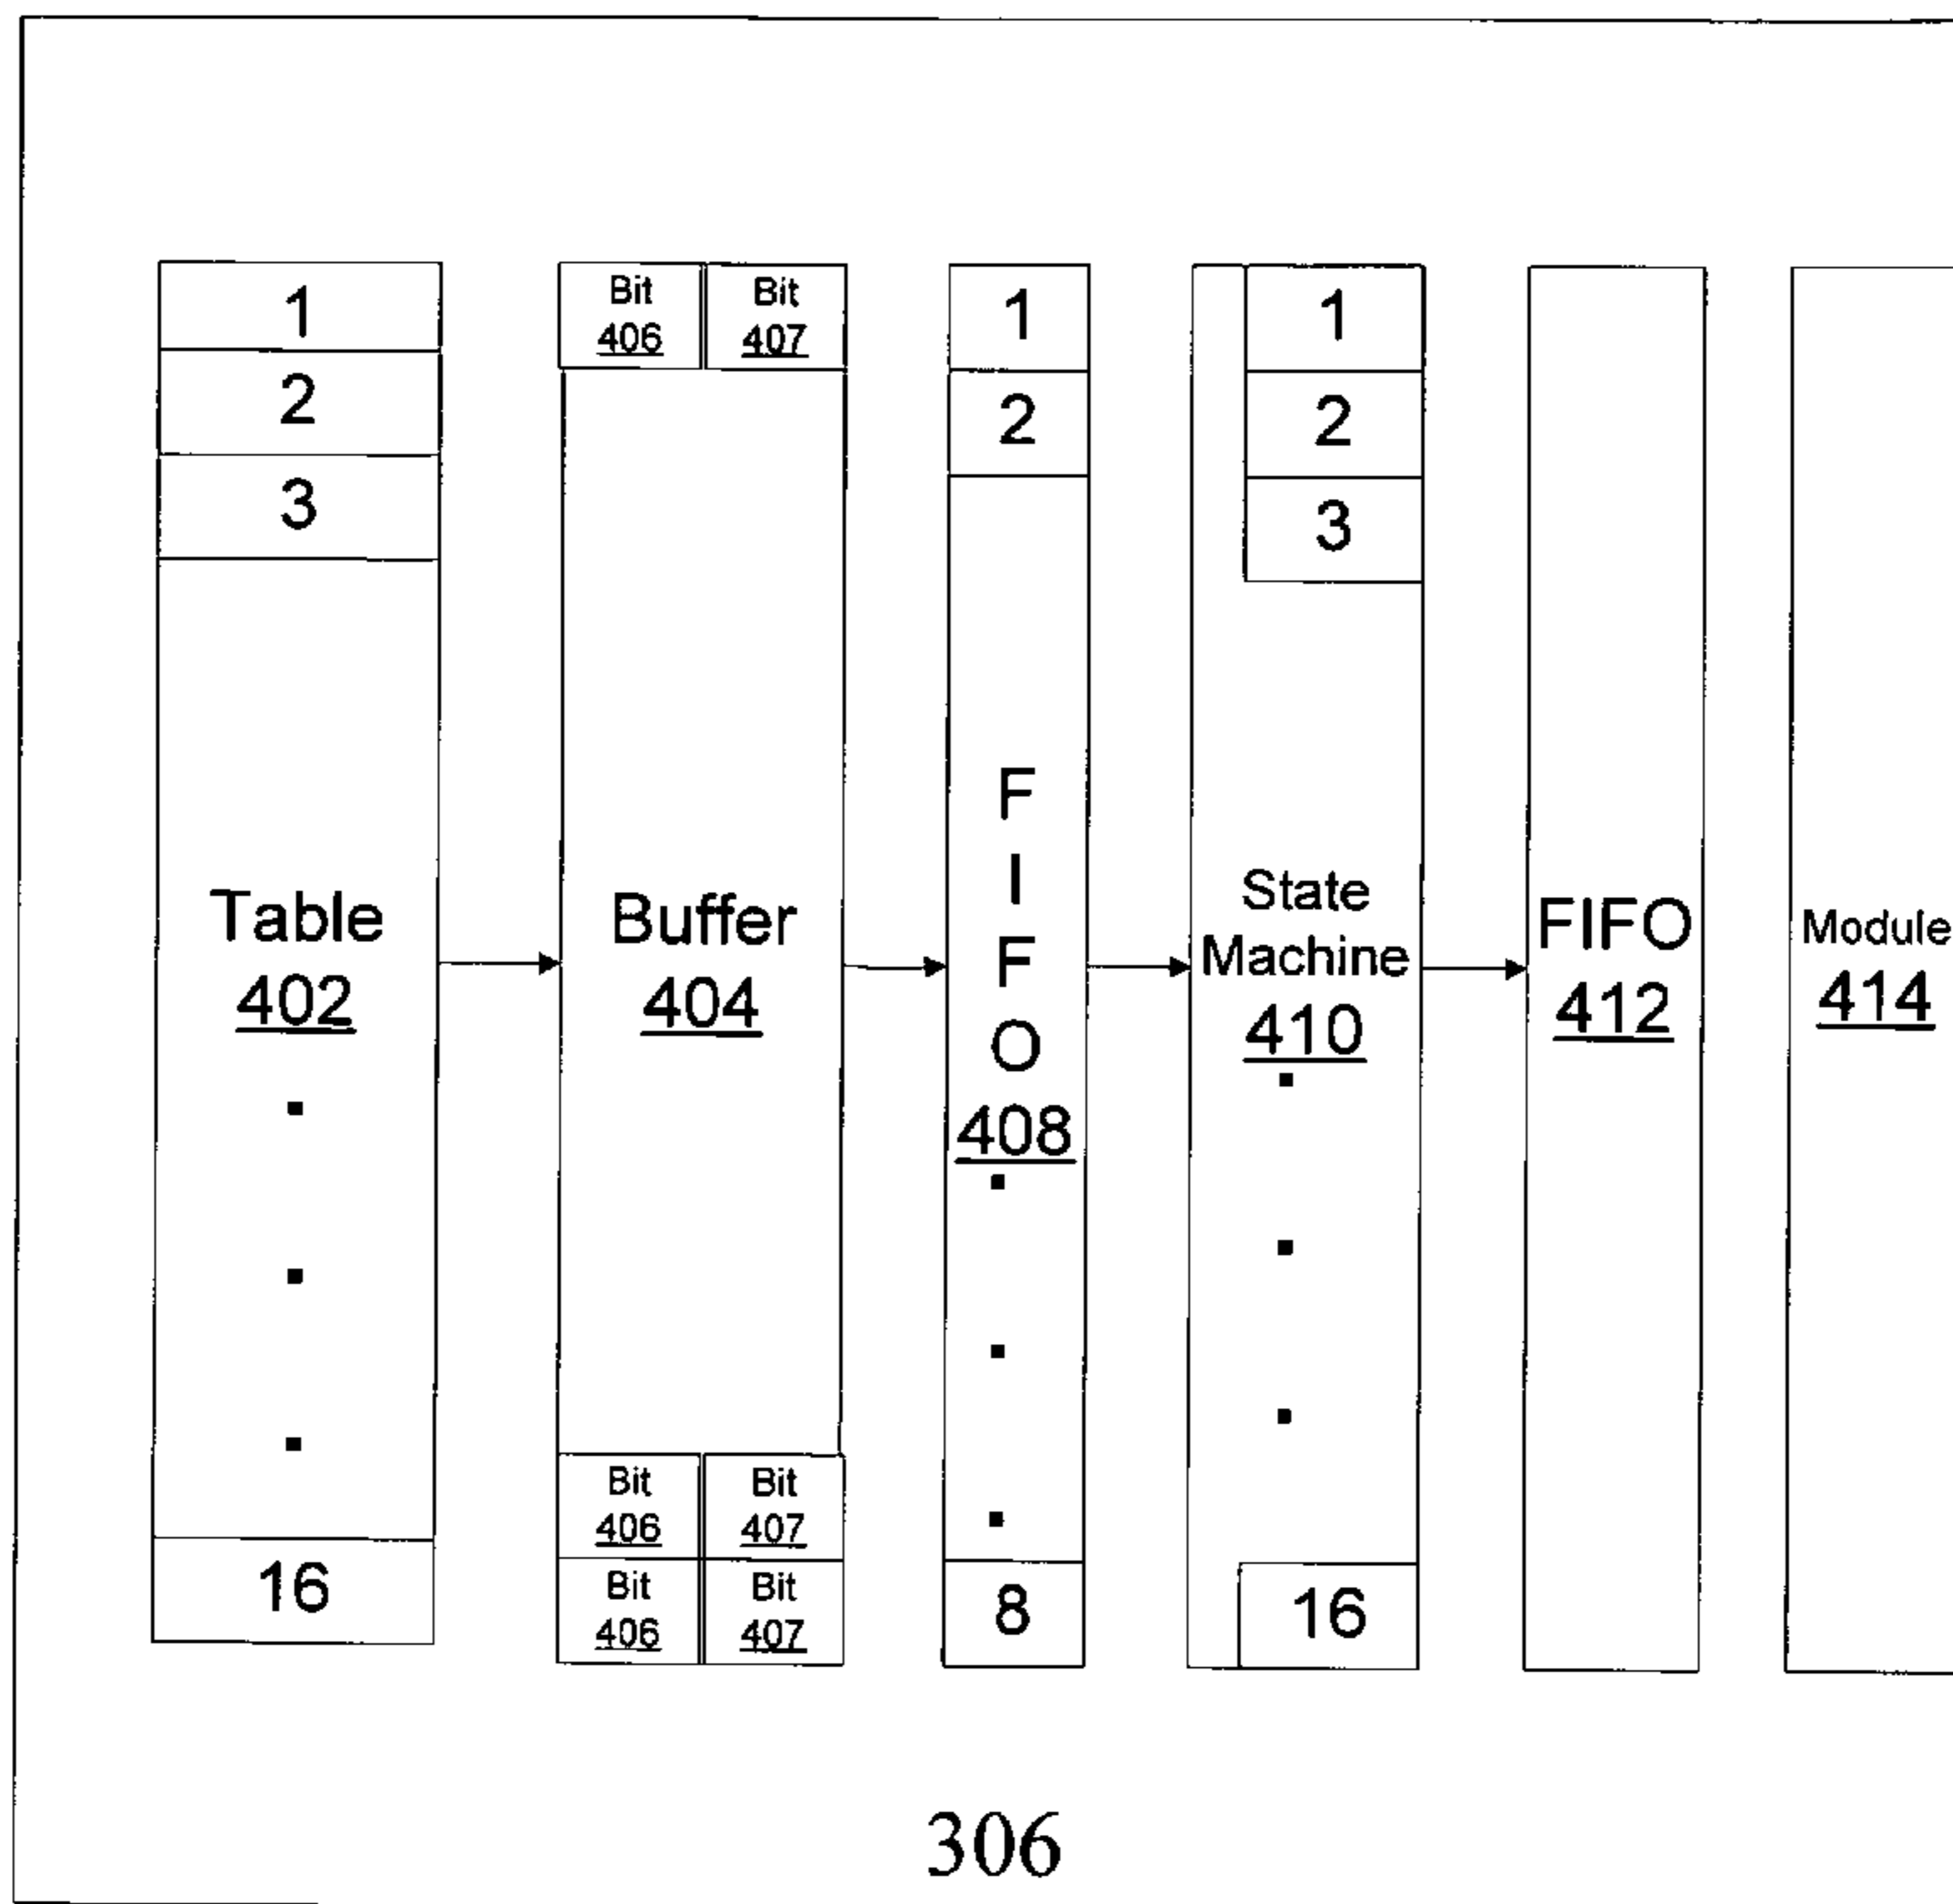 1
2
3
Table
402
16
Bit
406
Bit
407
Buffer
404
Bit
406
Bit
407
Bit
406
Bit
407
1
2
F
I
F
O
408
8
1
2
3
State
Machine
410
16
FIFO
412
Module
414
306